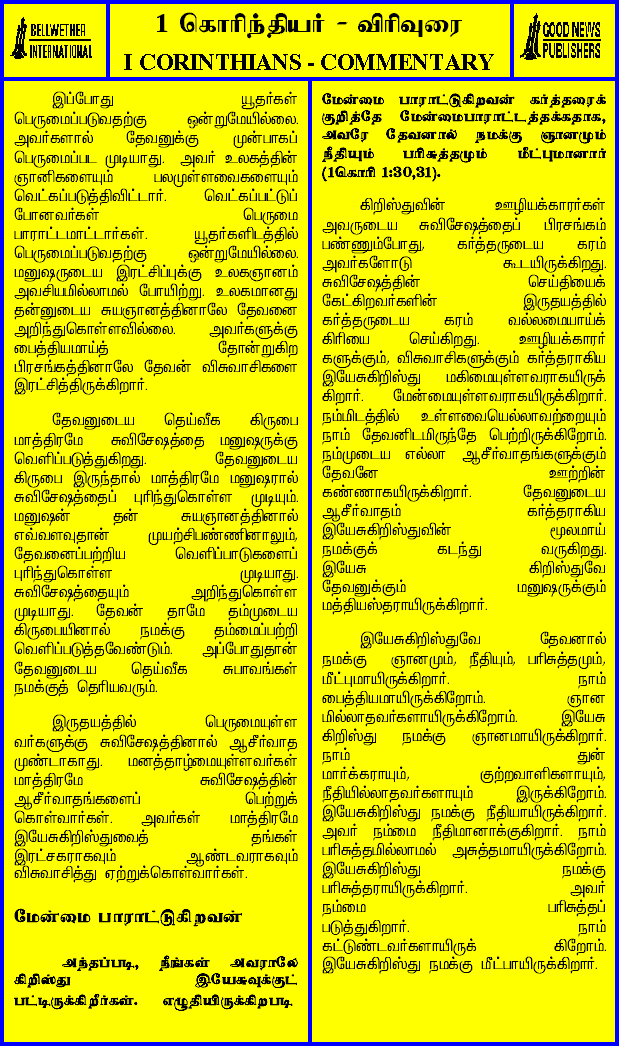 BELLWETHER
INTERNATIONAL
1 கொரிந்தியர் - விரிவுரை
I CORINTHIANS - COMMENTARY
GOOD NEWS
PUBLISHERS
இப்போது யூதர்கள்
பெருமைப்படுவதற்கு ஒன்றுமேயில்லை.
அவர்களால் தேவனுக்கு முன்பாகப்
பெருமைப்பட முடியாது. அவர் உலகத்தின்
ஞானிகளையும் பலமுள்ளவைகளையும்
வெட்கப்படுத்திவிட்டார். வெட்கப்பட்டுப்
போனவர்கள் பெருமை
பாராட்டமாட்டார்கள். யூதர்களிடத்தில்
பெருமைப்படுவதற்கு ஒன்றுமேயில்லை.
மனுஷருடைய இரட்சிப்புக்கு உலகஞானம்
அவசியமில்லாமல் போயிற்று. உலகமானது
தன்னுடைய சுயஞானத்தினாலே தேவனை
அறிந்துகொள்ளவில்லை. அவர்களுக்கு
பைத்தியமாய்த் தோன்றுகிற
பிரசங்கத்தினாலே தேவன் விசுவாசிகளை
இரட்சித்திருக்கிறார்.
தேவனுடைய தெய்வீக கிருபை
மாத்திரமே சுவிசேஷத்தை மனுஷருக்கு
வெளிப்படுத்துகிறது. தேவனுடைய
கிருபை இருந்தால் மாத்திரமே மனுஷரால்
சுவிசேஷத்தைப் புரிந்துகொள்ள முடியும்.
மனுஷன் தன் சுயஞானத்தினால்
எவ்வளவுதான் முயற்சிபண்ணினாலும்,
தேவனைப்பற்றிய வெளிப்பாடுகளைப்
புரிந்துகொள்ள முடியாது.
சுவிசேஷத்தையும் அறிந்துகொள்ள
முடியாது. தேவன் தாமே தம்முடைய
கிருபையினால் நமக்கு தம்மைப்பற்றி
வெளிப்படுத்தவேண்டும். அப்போதுதான்
தேவனுடைய தெய்வீக சுபாவங்கள்
நமக்குத் தெரியவரும்.
இருதயத்தில் பெருமையுள்ள
வர்களுக்கு சுவிசேஷத்தினால் ஆசீர்வாத
முண்டாகாது. மனத்தாழ்மையுள்ளவர்கள்
மாத்திரமே சுவிசேஷத்தின்
ஆசீர்வாதங்களைப் பெற்றுக்
கொள்வார்கள். அவர்கள் மாத்திரமே
இயேசுகிறிஸ்துவைத் தங்கள்
இரட்சகராகவும் ஆண்டவராகவும்
விசுவாசித்து ஏற்றுக்கொள்வார்கள்.
மேன்மை பாராட்டுகிறவன்
அந்தப்படி, நீங்கள் அவராலே
கிறிஸ்து இயேசுவுக்குட்
பட்டிருக்கிறீர்கள். எழுதியிருக்கிறபடி
மேன்மை பாராட்டுகிறவன் கர்த்தரைக்
குறித்தே மேன்மைபாராட்டத்தக்கதாக,
அவரே தேவனால் நமக்கு ஞானமும்
நீதியும் பரிசுத்தமும் மீட்புமானார்
(1கொரி 1:30,31).
கிறிஸ்துவின் ஊழியக்காரர்கள்
அவருடைய சுவிசேஷத்தைப் பிரசங்கம்
பண்ணும்போது, கர்த்தருடைய கரம்
அவர்களோடு கூடயிருக்கிறது.
சுவிசேஷத்தின் செய்தியைக்
கேட்கிறவர்களின் இருதயத்தில்
கர்த்தருடைய கரம் வல்லமையாய்க்
கிரியை செய்கிறது. ஊழியக்காரர்
களுக்கும், விசுவாசிகளுக்கும் கர்த்தராகிய
இயேசுகிறிஸ்து மகிமையுள்ளவராகயிருக்
கிறார். மேன்மையுள்ளவராகயிருக்கிறார்.
நம்மிடத்தில் உள்ளவையெல்லாவற்றையும்
நாம் தேவனிடமிருந்தே பெற்றிருக்கிறோம்.
நம்முடைய எல்லா ஆசீர்வாதங்களுக்கும்
தேவனே ஊற்றின்
கண்ணாகயிருக்கிறார். தேவனுடைய
ஆசீர்வாதம் கர்த்தராகிய
இயேசுகிறிஸ்துவின் மூலமாய்
நமக்குக் கடந்து வருகிறது.
இயேசு கிறிஸ்துவே
தேவனுக்கும் மனுஷருக்கும்
மத்தியஸ்தராயிருக்கிறார்.
இயேசுகிறிஸ்துவே தேவனால்
நமக்கு ஞானமும், நீதியும், பரிசுத்தமும்,
மீட்புமாயிருக்கிறார். நாம்
பைத்தியமாயிருக்கிறோம். ஞான
மில்லாதவர்களாயிருக்கிறோம். இயேசு
கிறிஸ்து நமக்கு ஞானமாயிருக்கிறார்.
நாம் துன்
மார்க்கராயும், குற்றவாளிகளாயும்,
நீதியில்லாதவர்களாயும் இருக்கிறோம்.
இயேசுகிறிஸ்து நமக்கு நீதியாயிருக்கிறார்.
அவர் நம்மை நீதிமானாக்குகிறார். நாம்
பரிசுத்தமில்லாமல் அசுத்தமாயிருக்கிறோம்.
இயேசுகிறிஸ்து நமக்கு
பரிசுத்தராயிருக்கிறார். அவர்
நம்மை பரிசுத்தப்
படுத்துகிறார். நாம்
கட்டுண்டவர்களாயிருக் கிறோம்.
இயேசுகிறிஸ்து நமக்கு மீட்பாயிருக்கிறார்.